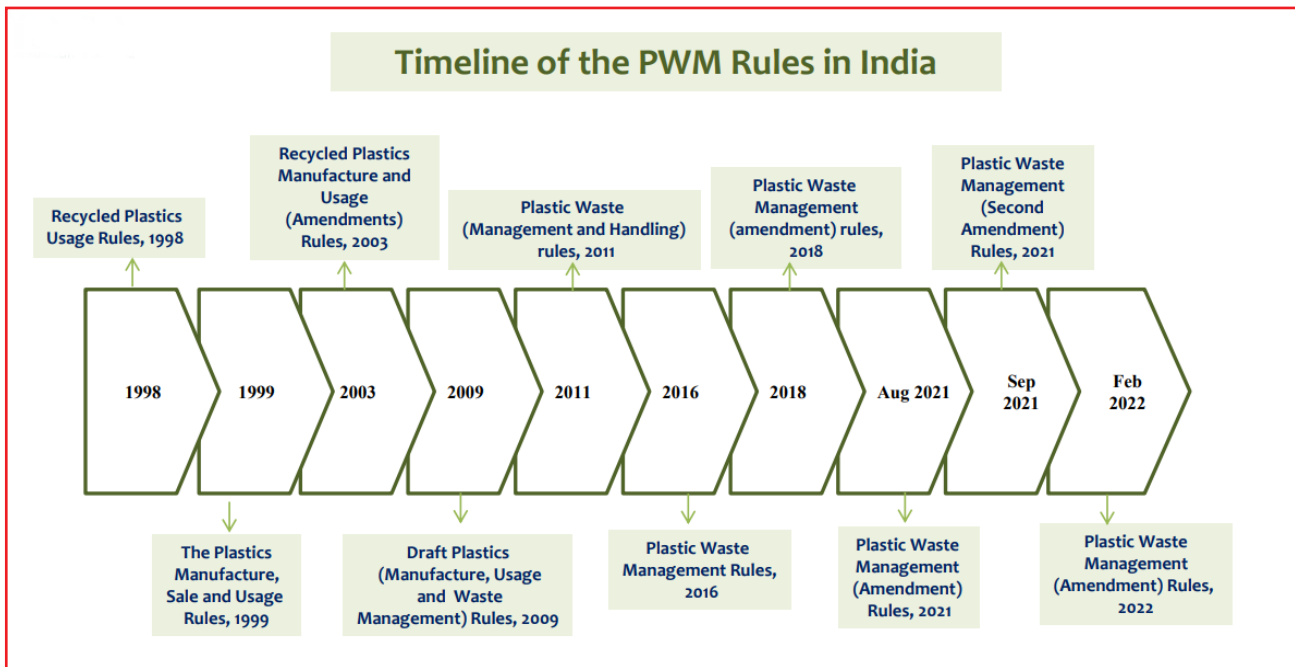 Timeline of the PWM Rules in India
Recycled Plastics
Usage Rules, 1998
Recycled Plastics
Manufacture and
Usage
(Amendments)
Rules, 2003
Plastic Waste
(Management and Handling)
rules, 2011
Plastic Waste
Management
(amendment) rules,
2018
Plastic Waste
Management
(Second
Amendment)
Rules, 2021
1998
1999
2003
2009
2011
2016
2018
Aug 2021
Sep
2021
Feb
2022
The Plastics
Manufacture,
Sale and Usage
Rules, 1999
Draft Plastics
(Manufacture, Usage
and Waste
Management) Rules, 2009
Plastic Waste
Management Rules,
2016
Plastic Waste
Management
(Amendment)
Rules, 2021
Plastic Waste
Management
(Amendment) Rules,
2022